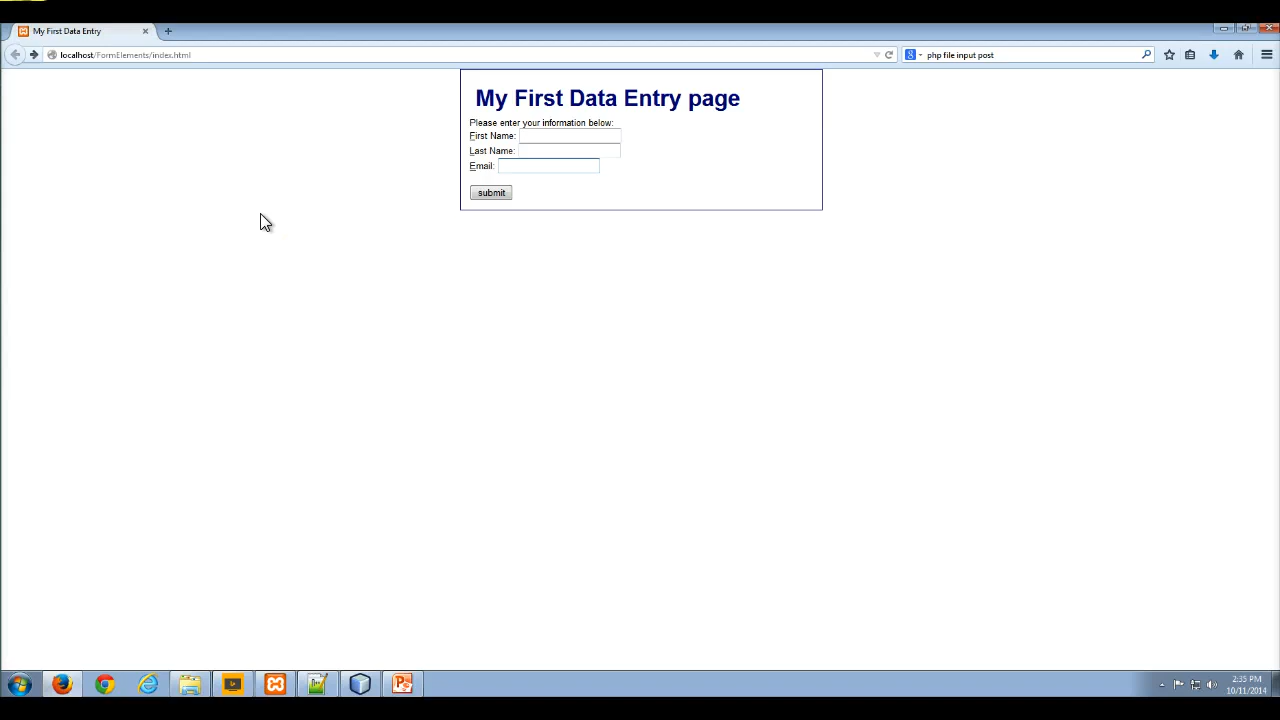 My First Data Entry
localhost/FormElements/index.html
php file input post
My First Data Entry page
Please enter your information below:
First Name:
Last Name:
Email:
submit
2:35 PM
10/11/2014